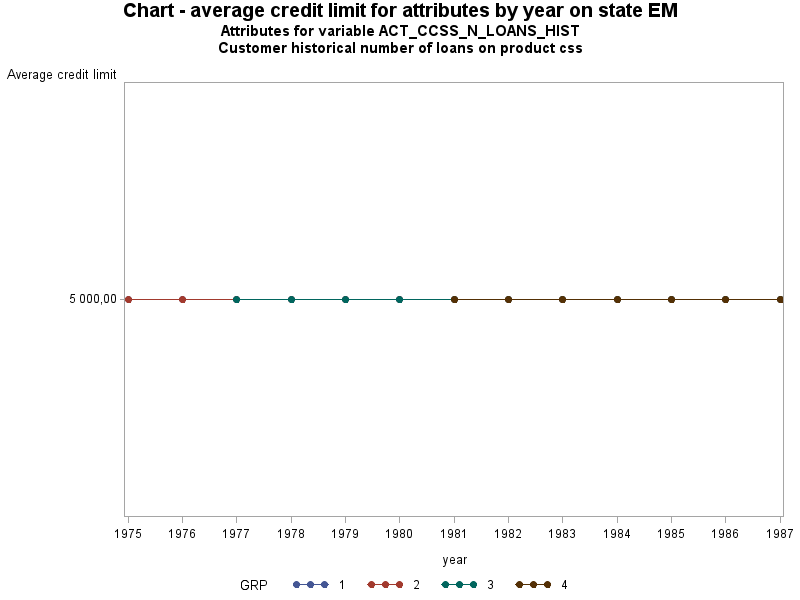 Chart - average credit limit for attributes by year on state EM
Attributes for variable ACT_CCSS_N_LOANS_HIST
Customer historical number of loans on product css
Average credit limit
5 000,00
1975 1976 1977 1978 1979 1980 1981 1982 1983 1984 1985 1986 1987
year
GRP 1 2 3 4